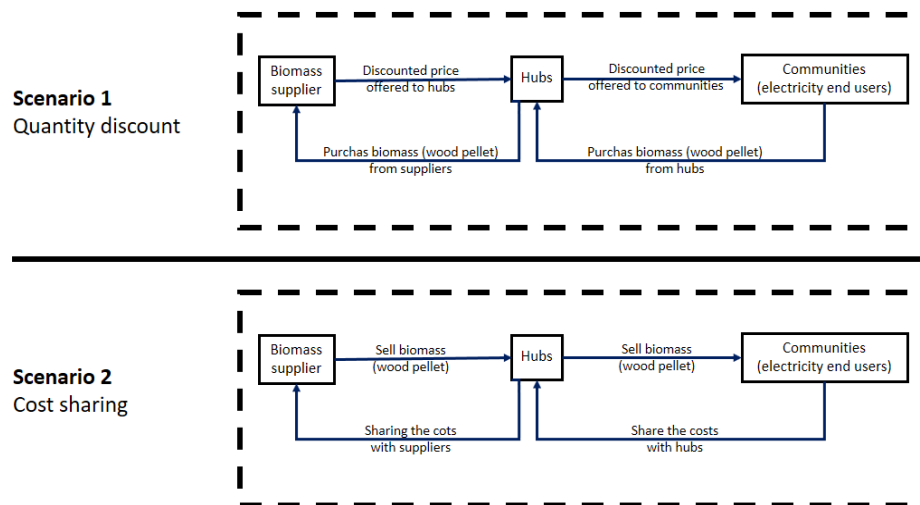 Scenario 1
Quantity discount
Biomass
supplier
Discounted price
offered to hubs
Hubs
Discounted price
offered to communities
Communities
(electricity end users)
Purchas biomass (wood pellet)
from suppliers
Purchas biomass (wood pellet)
from hubs
Scenario 2
Cost sharing
Biomass
supplier
Sell biomass
(wood pellet)
Hubs
Sell biomass
(wood pellet)
Communities
(electricity end users)
Sharing the cots
with suppliers
Share the costs
with hubs